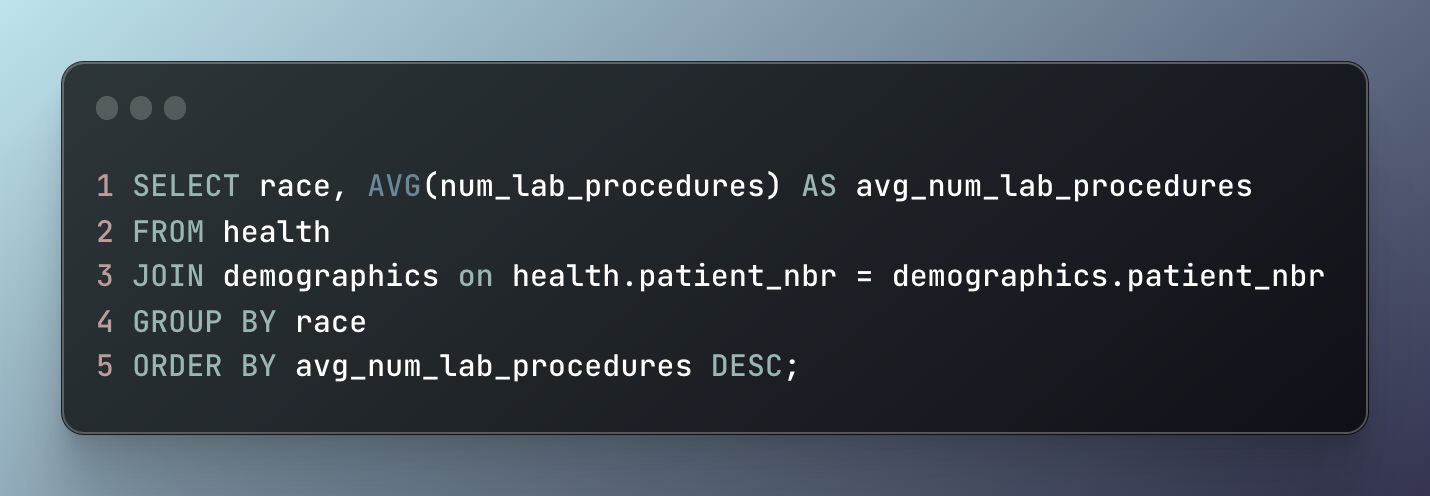 1 SELECT race, AVG(num_lab_procedures) AS avg_num_lab_procedures
2 FROM health
3 JOIN demographics on health.patient_nbr = demographics.patient_nbr
4 GROUP BY race
5 ORDER BY avg_num_lab_procedures DESC;